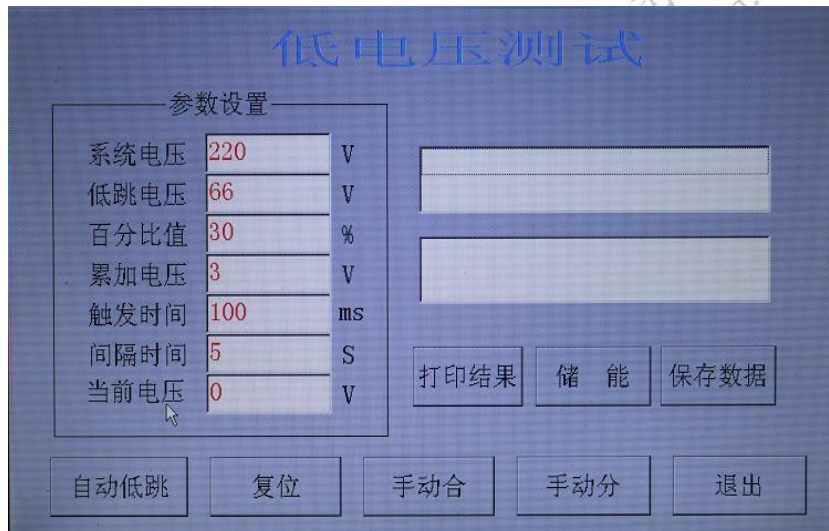 低电压测试
参数设置
系统电压 220 V
低跳电压 66 V
百分比值 30 %
累加电压 3 V
触发时间 100 ms
间隔时间 5 S
当前电压 0 V
打印结果 储 能 保存数据
自动低跳 复位 手动合 手动分 退出